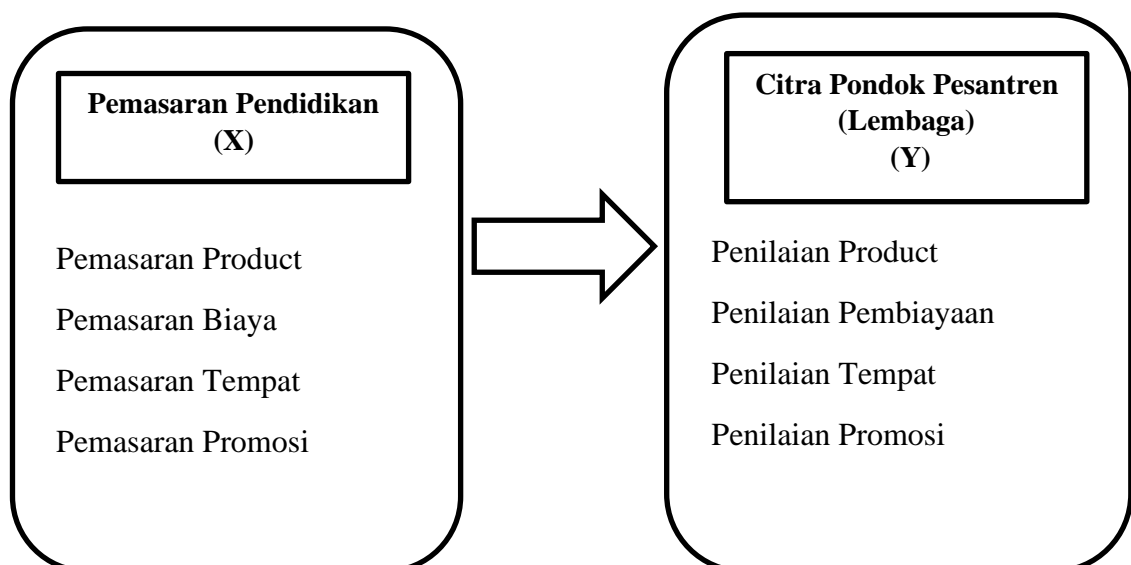 Pemasaran Pendidikan
(X)
Pemasaran Product
Pemasaran Biaya
Pemasaran Tempat
Pemasaran Promosi
Citra Pondok Pesantren
(Lembaga)
(Y)
Penilaian Product
Penilaian Pembiayaan
Penilaian Tempat
Penilaian Promosi